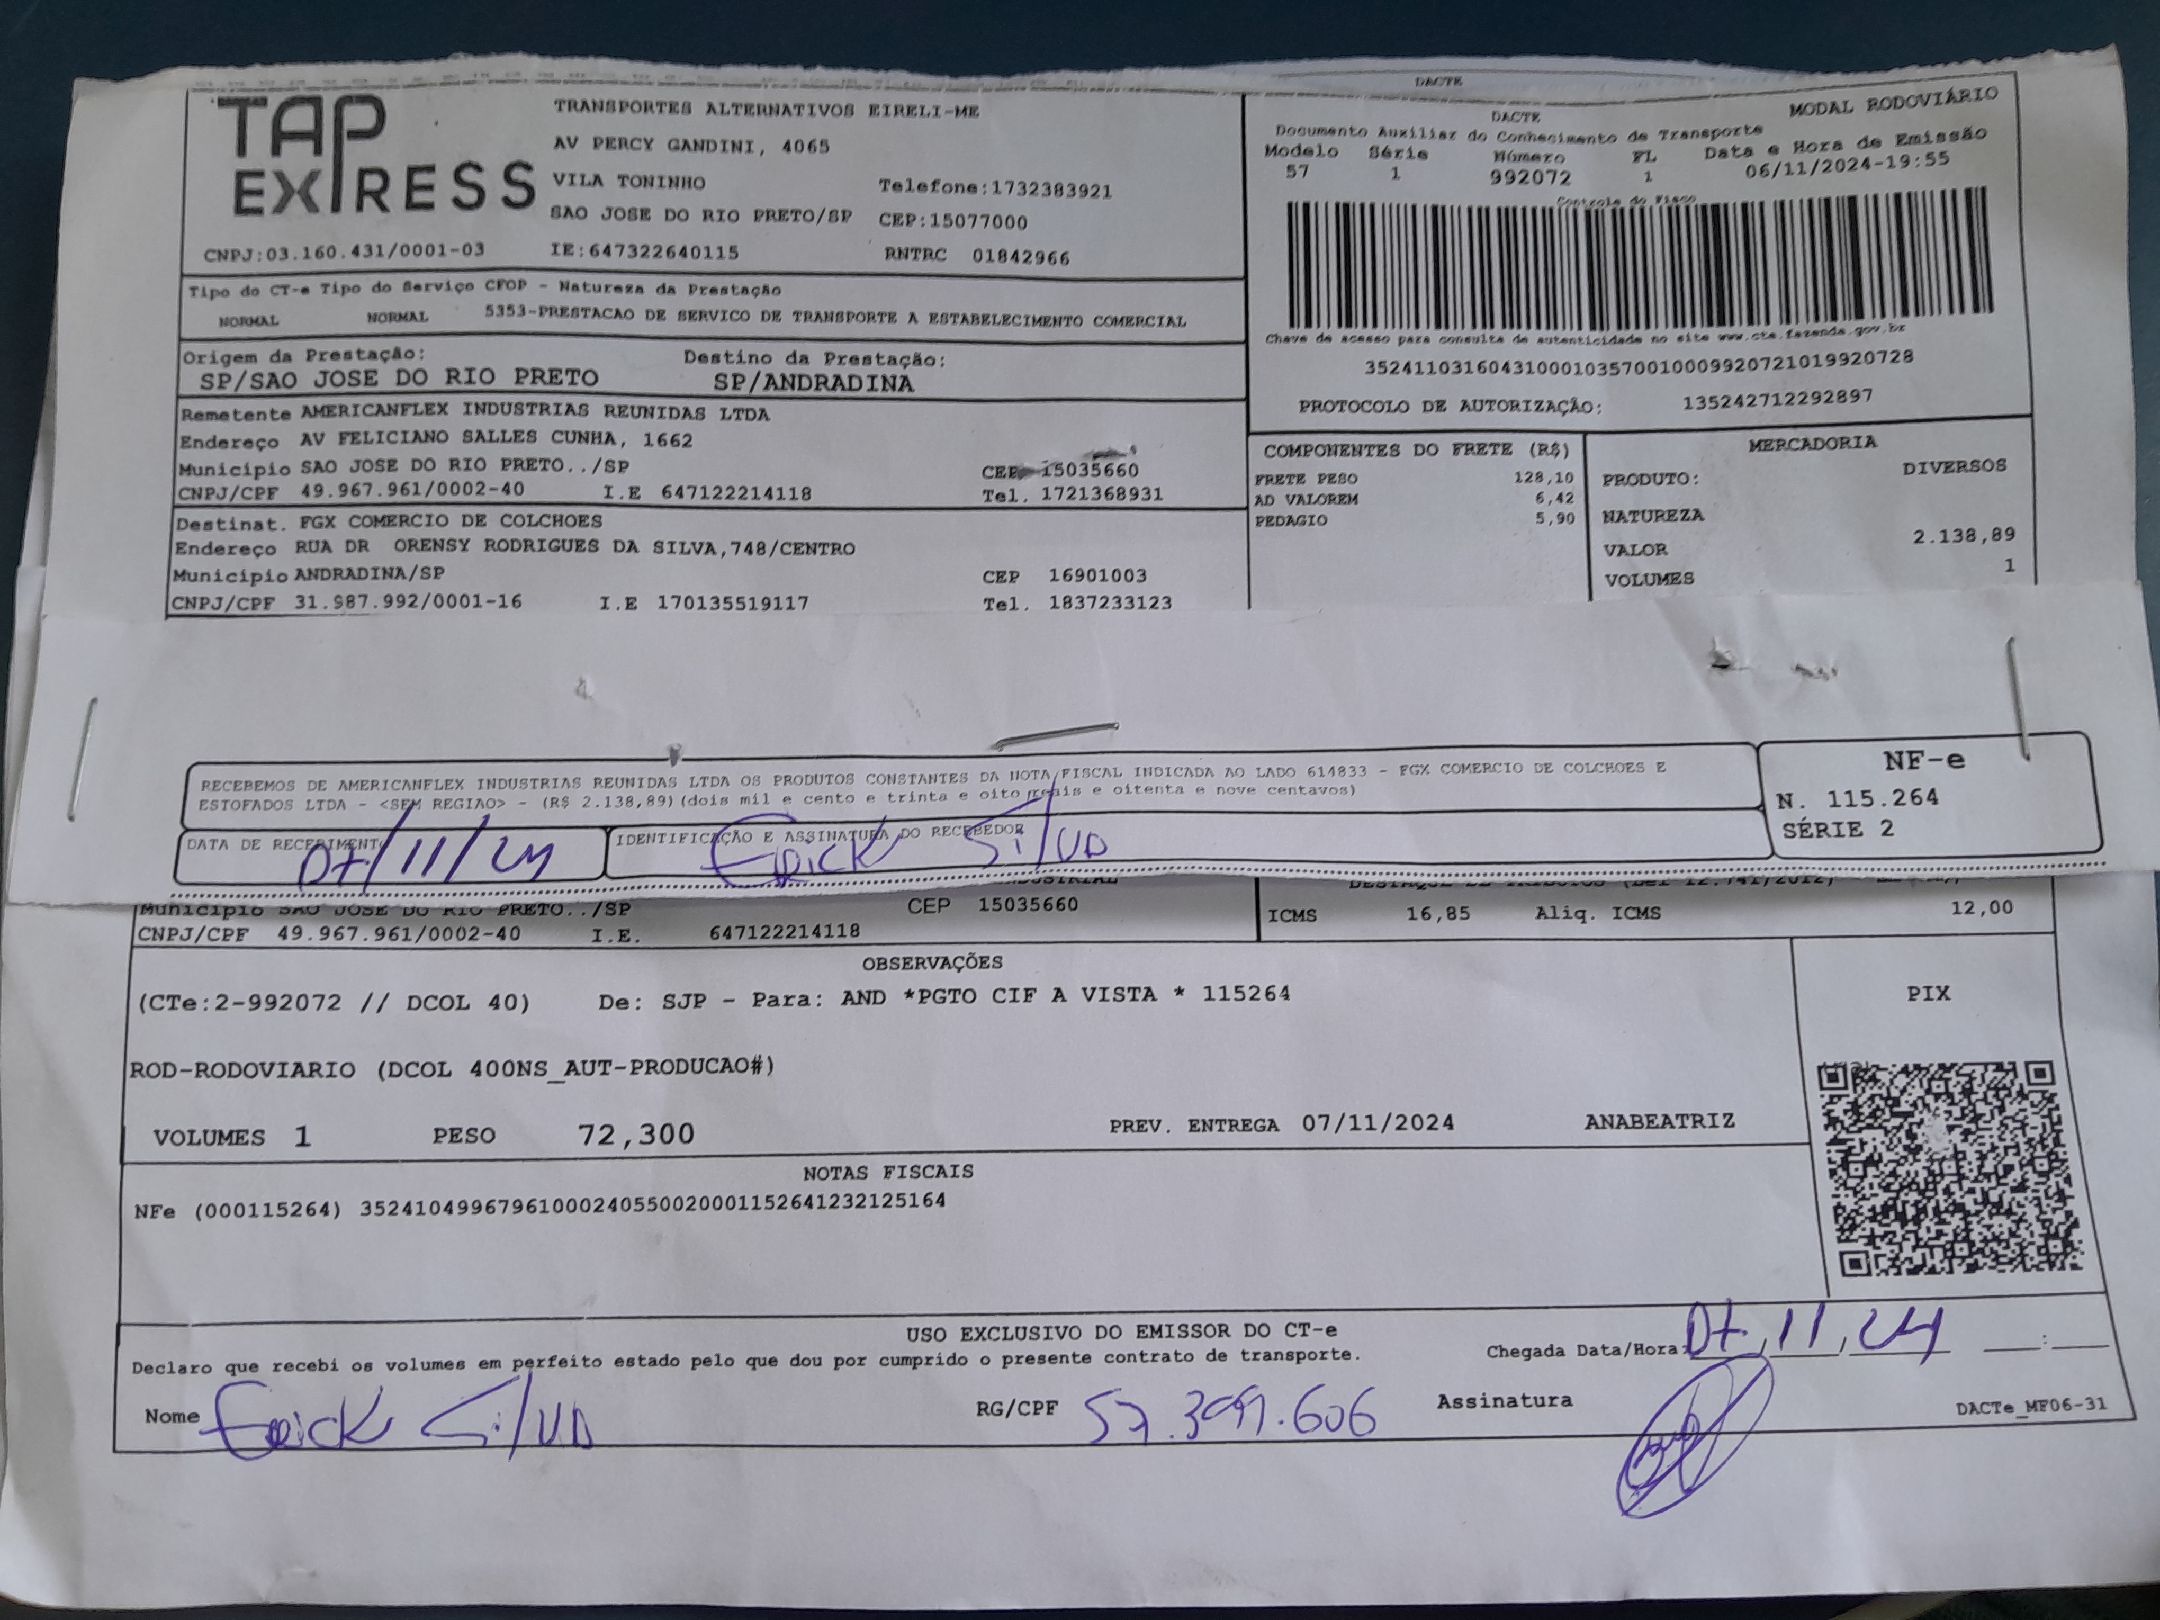 DACTE
TAP EXPRESS
TRANSPORTES ALTERNATIVOS EIRELI-ME
AV PERCY GANDINI, 4065
VILA TONINHO Telefone:1732383921
SAO JOSE DO RIO PRETO/SP CEP:15077000
CNPJ:03.160.431/0001-03 IE:647322640115 RNTRC 01842966
DACTE MODAL RODOVIÁRIO
Documento Auxiliar do Conhecimento de Transporte
Modelo Série Número FL Data e Hora de Emissão
57 1 992072 1 06/11/2024-19:55
Controle do Fisco
Chave de acesso para consulta de autenticidade no site www.cte.fazenda.gov.br
35241103160431000103570010009920721019920728
PROTOCOLO DE AUTORIZAÇÃO: 135242712292897
Tipo do CT-e Tipo do Serviço CFOP - Natureza da Prestação
NORMAL NORMAL 5353-PRESTACAO DE SERVICO DE TRANSPORTE A ESTABELECIMENTO COMERCIAL
Origem da Prestação: Destino da Prestação:
SP/SAO JOSE DO RIO PRETO SP/ANDRADINA
Remetente AMERICANFLEX INDUSTRIAS REUNIDAS LTDA
Endereço AV FELICIANO SALLES CUNHA, 1662
Municipio SAO JOSE DO RIO PRETO../SP CEP 15035660
CNPJ/CPF 49.967.961/0002-40 I.E 647122214118 Tel. 1721368931
Destinat. FGX COMERCIO DE COLCHOES
Endereço RUA DR ORENSY RODRIGUES DA SILVA,748/CENTRO
Municipio ANDRADINA/SP CEP 16901003
CNPJ/CPF 31.987.992/0001-16 I.E 170135519117 Tel. 1837233123
COMPONENTES DO FRETE (R$)
FRETE PESO 128,10
AD VALOREM 6,42
PEDAGIO 5,90
MERCADORIA
PRODUTO: DIVERSOS
NATUREZA
VALOR 2.138,89
VOLUMES 1
RECEBEMOS DE AMERICANFLEX INDUSTRIAS REUNIDAS LTDA OS PRODUTOS CONSTANTES DA NOTA FISCAL INDICADA AO LADO 614833 - FGX COMERCIO DE COLCHOES E
ESTOFADOS LTDA - <SEM REGIAO> - (R$ 2.138,89)(dois mil e cento e trinta e oito reais e oitenta e nove centavos)
DATA DE RECEBIMENTO IDENTIFICAÇÃO E ASSINATURA DO RECEBEDOR
07/11/24 Erick Silva
NF-e
N. 115.264
SÉRIE 2
Municipio SAO JOSE DO RIO PRETO../SP CEP 15035660
CNPJ/CPF 49.967.961/0002-40 I.E. 647122214118
ICMS 16,85 Aliq. ICMS 12,00
OBSERVAÇÕES
(CTe:2-992072 // DCOL 40) De: SJP - Para: AND *PGTO CIF A VISTA * 115264
ROD-RODOVIARIO (DCOL 400NS_AUT-PRODUCAO#)
VOLUMES 1 PESO 72,300 PREV. ENTREGA 07/11/2024 ANABEATRIZ
PIX
NOTAS FISCAIS
NFe (000115264) 35241049967961000240550020001152641232125164
USO EXCLUSIVO DO EMISSOR DO CT-e
Declaro que recebi os volumes em perfeito estado pelo que dou por cumprido o presente contrato de transporte. Chegada Data/Hora: 07,11,24 :
Nome Erick Silva RG/CPF Assinatura DACTe_MF06-31